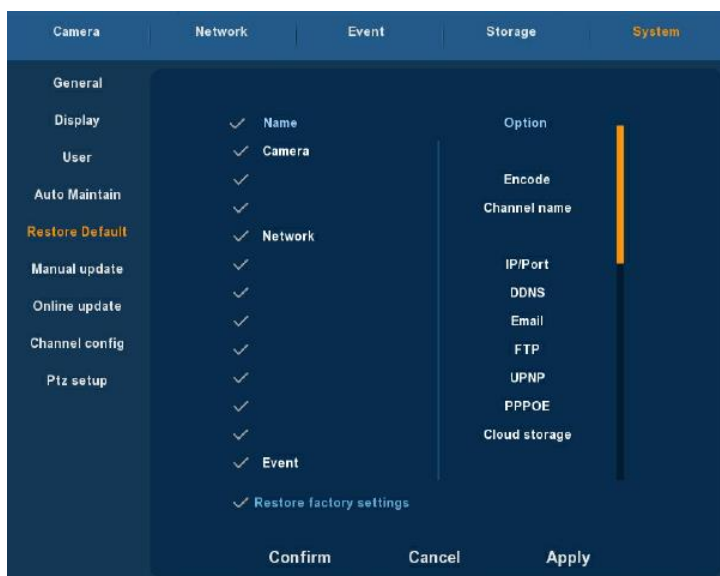 Camera Network Event Storage System
General
Display
User
Auto Maintain
Restore Default
Manual update
Online update
Channel config
Ptz setup
Name Option
Camera
Encode
Channel name
Network
IP/Port
DDNS
Email
FTP
UPNP
PPPOE
Cloud storage
Event
Restore factory settings
Confirm Cancel Apply